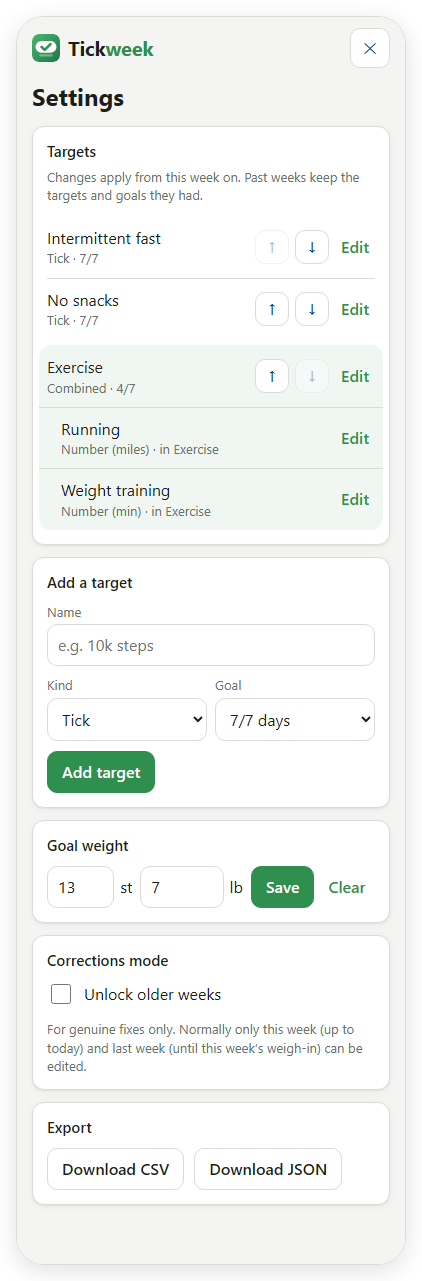 Tickweek
Settings
Targets
Changes apply from this week on. Past weeks keep the
targets and goals they had.
Intermittent fast
Tick · 7/7
↑ ↓ Edit
No snacks
Tick · 7/7
↑ ↓ Edit
Exercise
Combined · 4/7
↑ ↓ Edit
Running
Number (miles) · in Exercise
Edit
Weight training
Number (min) · in Exercise
Edit
Add a target
Name
e.g. 10k steps
Kind Goal
Tick 7/7 days
Add target
Goal weight
13 st 7 lb Save Clear
Corrections mode
Unlock older weeks
For genuine fixes only. Normally only this week (up to
today) and last week (until this week's weigh-in) can be
edited.
Export
Download CSV Download JSON